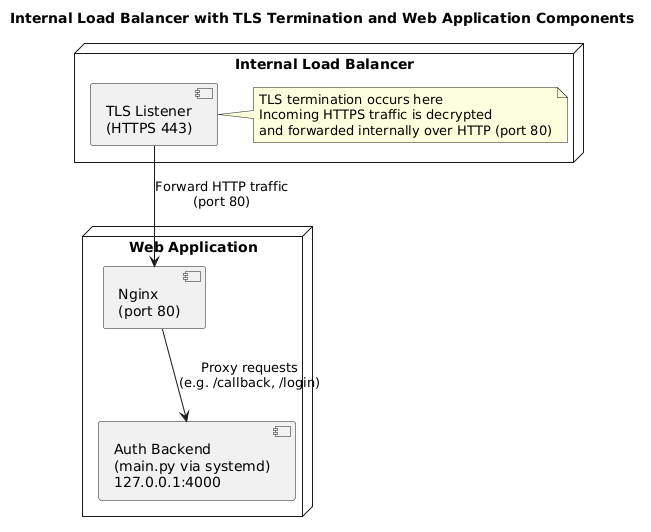 Internal Load Balancer with TLS Termination and Web Application Components
Internal Load Balancer
TLS Listener
(HTTPS 443)
TLS termination occurs here
Incoming HTTPS traffic is decrypted
and forwarded internally over HTTP (port 80)
Forward HTTP traffic
(port 80)
Web Application
Nginx
(port 80)
Proxy requests
(e.g. /callback, /login)
Auth Backend
(main.py via systemd)
127.0.0.1:4000